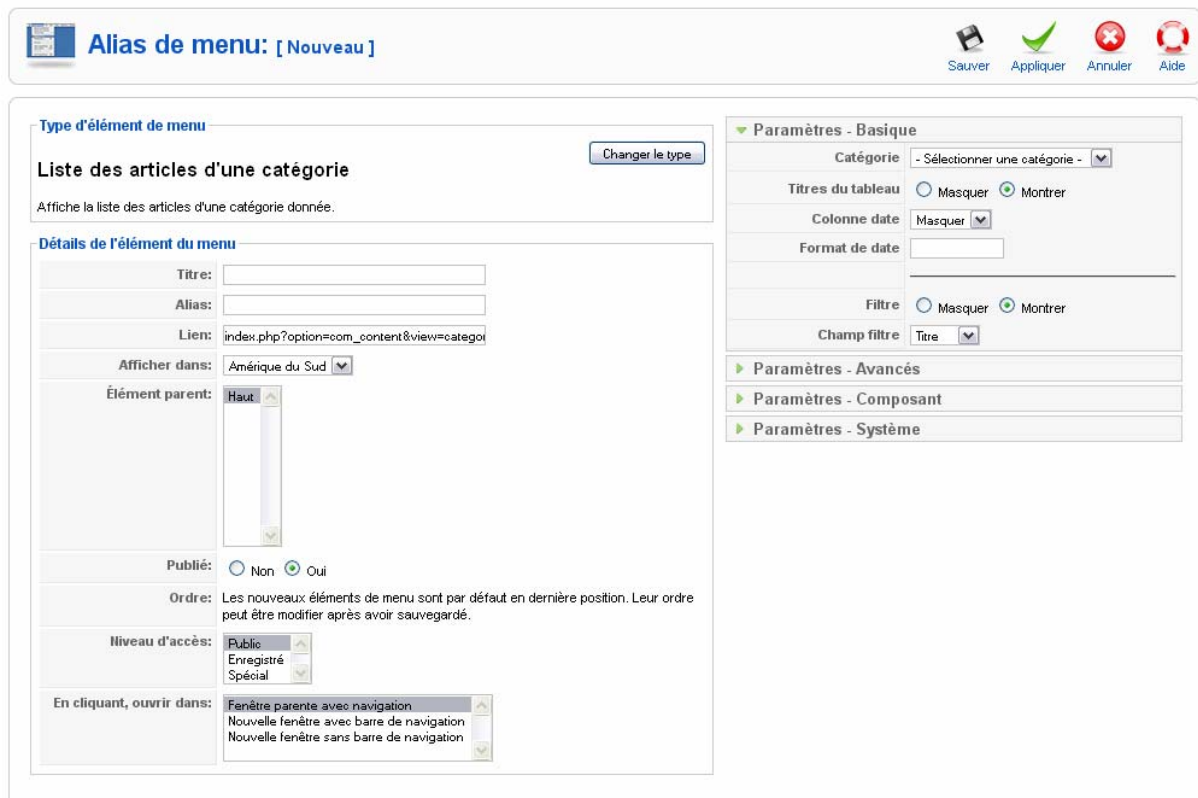 Alias de menu: [ Nouveau ]
Sauver Appliquer Annuler Aide
Type d'élément de menu
Changer le type
Liste des articles d'une catégorie
Affiche la liste des articles d'une catégorie donnée.
Détails de l'élément du menu
Titre:
Alias:
Lien: index.php?option=com_content&view=categor
Afficher dans: Amérique du Sud
Élément parent: Haut
Publié: Non Oui
Ordre: Les nouveaux éléments de menu sont par défaut en dernière position. Leur ordre
peut être modifier après avoir sauvegardé.
Niveau d'accès: Public
Enregistré
Spécial
En cliquant, ouvrir dans: Fenêtre parente avec navigation
Nouvelle fenêtre avec barre de navigation
Nouvelle fenêtre sans barre de navigation
Paramètres - Basique
Catégorie - Sélectionner une catégorie -
Titres du tableau Masquer Montrer
Colonne date Masquer
Format de date
Filtre Masquer Montrer
Champ filtre Titre
Paramètres - Avancés
Paramètres - Composant
Paramètres - Système